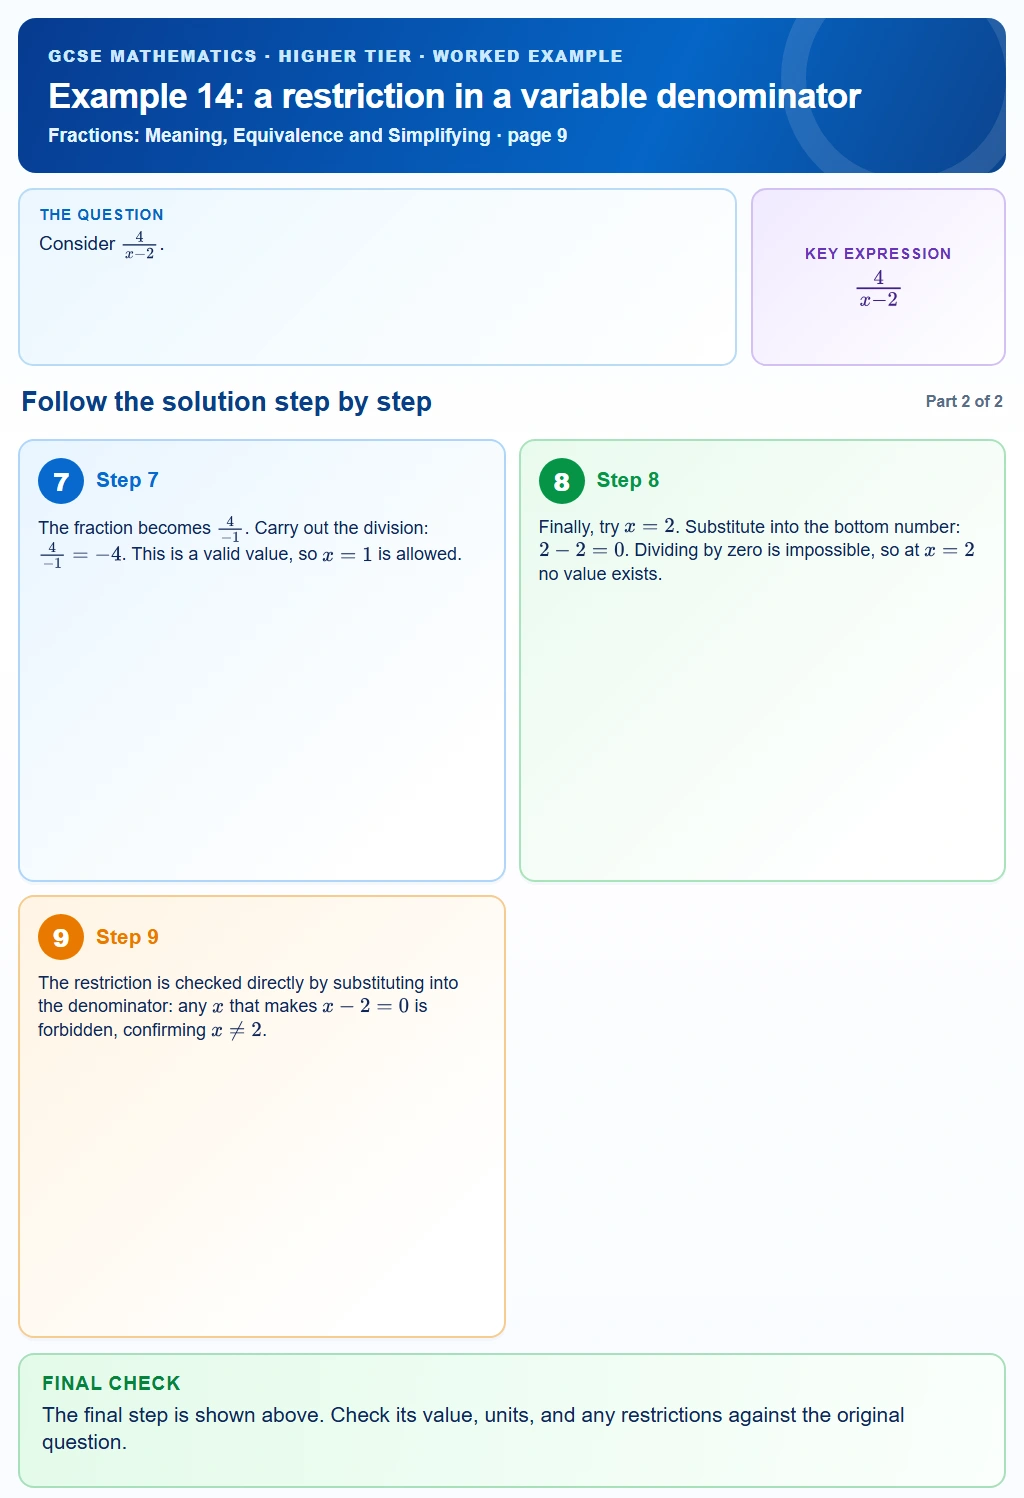 GCSE MATHEMATICS · HIGHER TIER · WORKED EXAMPLE
Example 14: a restriction in a variable denominator
Fractions: Meaning, Equivalence and Simplifying · page 9
THE QUESTION
Consider \frac{4}{x-2}.
KEY EXPRESSION
\frac{4}{x-2}
Follow the solution step by step
Part 2 of 2
7 Step 7
The fraction becomes \frac{4}{-1}. Carry out the division:
\frac{4}{-1} = -4. This is a valid value, so x = 1 is allowed.
8 Step 8
Finally, try x = 2. Substitute into the bottom number:
2 − 2 = 0. Dividing by zero is impossible, so at x = 2
no value exists.
9 Step 9
The restriction is checked directly by substituting into
the denominator: any x that makes x − 2 = 0 is
forbidden, confirming x ≠ 2.
FINAL CHECK
The final step is shown above. Check its value, units, and any restrictions against the original
question.